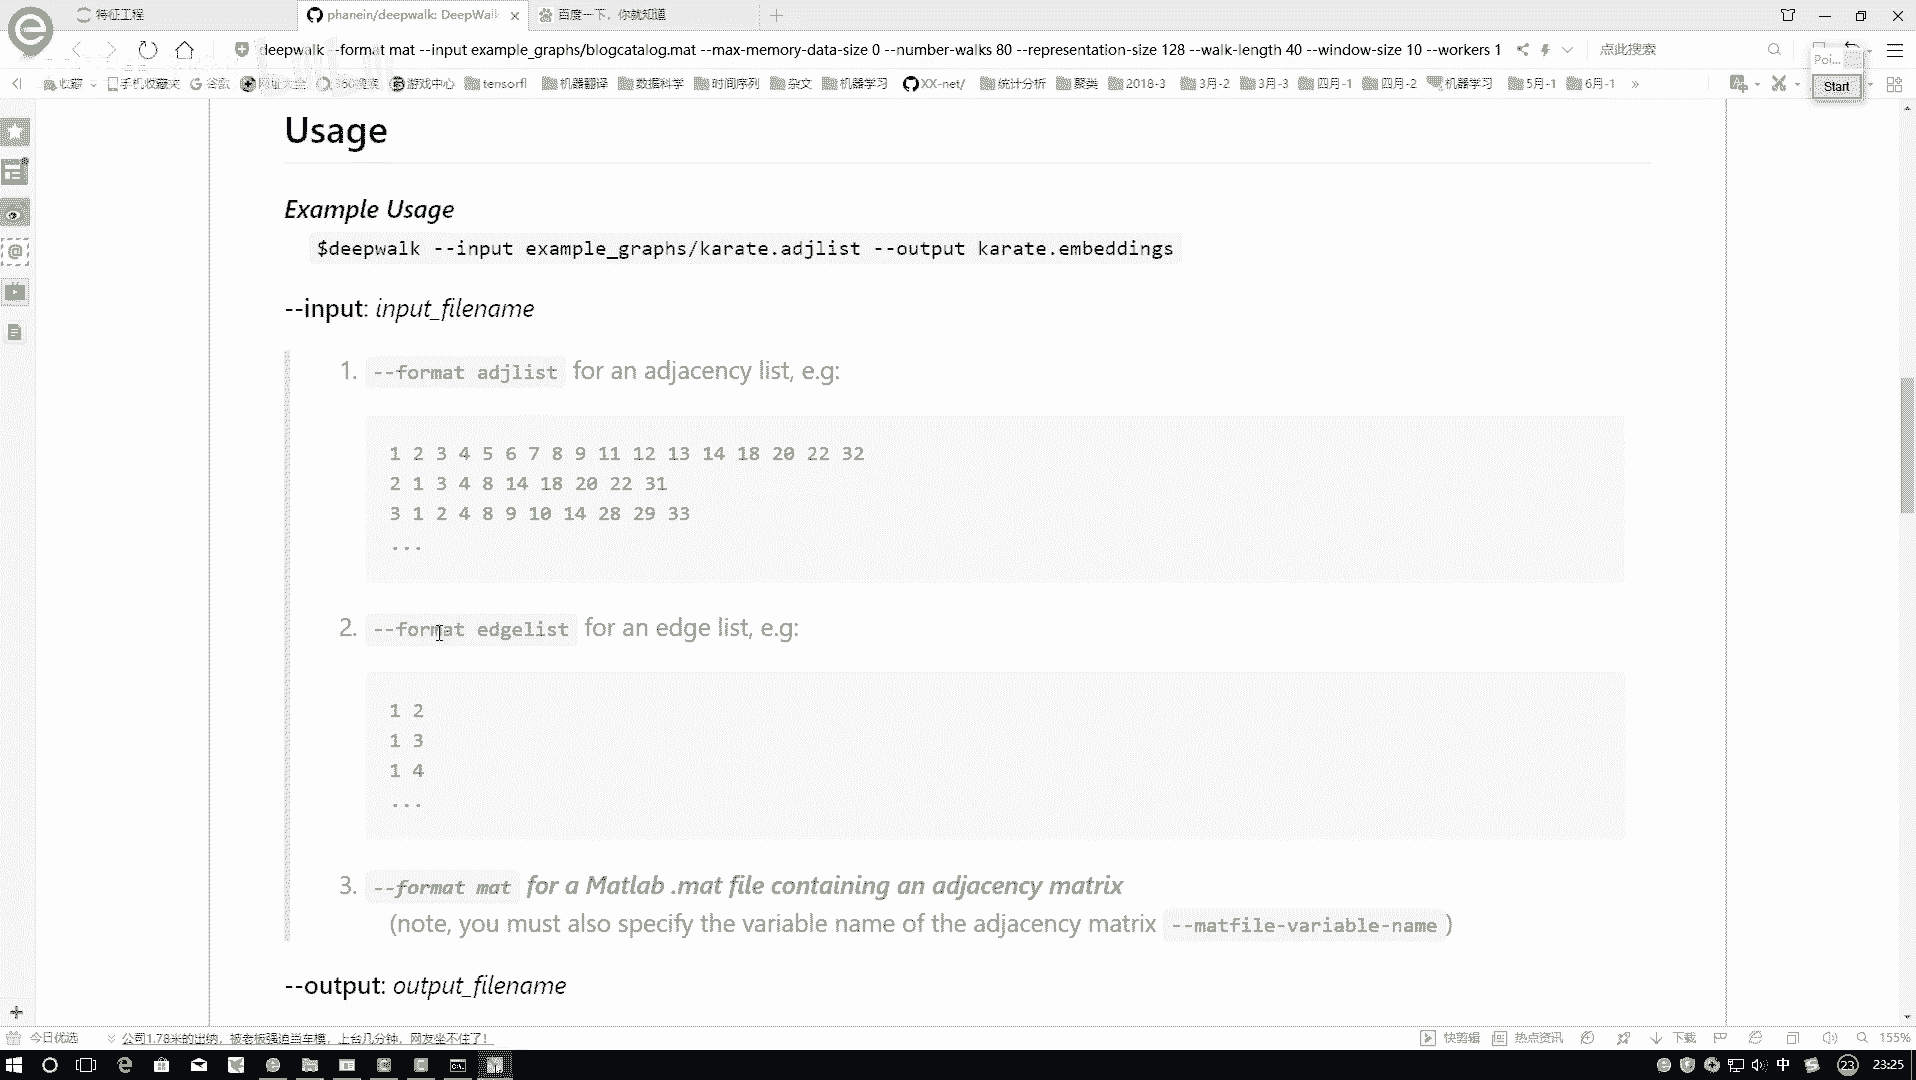 特征工程
phanein/deepwalk: DeepWalk
百度一下，你就知道
deepwalk --format mat --input example_graphs/blogcatalog.mat --max-memory-data-size 0 --number-walks 80 --representation-size 128 --walk-length 40 --window-size 10 --workers 1
点此搜索
Poi...
收藏 手机收藏夹 谷歌 网址大全 360搜索 游戏中心 tensorfl 机器翻译 数据科学 时间序列 杂文 机器学习 XX-net/ 统计分析 聚类 2018-3 3月-2 3月-3 四月-1 四月-2 机器学习 5月-1 6月-1 »
Start
Usage
Example Usage
$deepwalk --input example_graphs/karate.adjlist --output karate.embeddings
--input: input_filename
1. --format adjlist for an adjacency list, e.g:
1 2 3 4 5 6 7 8 9 11 12 13 14 18 20 22 32
2 1 3 4 8 14 18 20 22 31
3 1 2 4 8 9 10 14 28 29 33
...
2. --format edgelist for an edge list, e.g:
1 2
1 3
1 4
...
3. --format mat for a Matlab .mat file containing an adjacency matrix
(note, you must also specify the variable name of the adjacency matrix --matfile-variable-name )
--output: output_filename
今日优选
公司1.78米的出纳，被老板强迫当车模，上台几分钟，网友坐不住了！
快剪辑 热点资讯 下载 155%
中 23 23:25